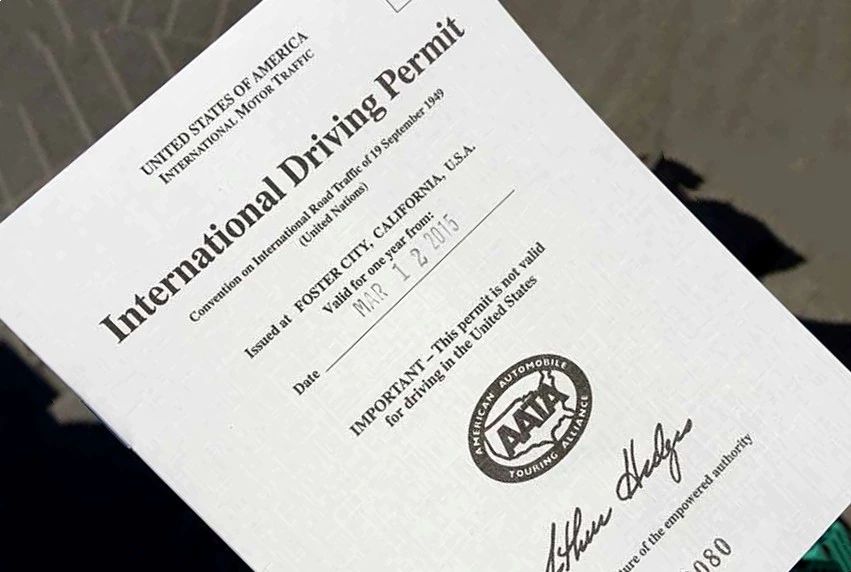 UNITED STATES OF AMERICA
INTERNATIONAL MOTOR TRAFFIC
International Driving Permit
Convention on International Road Traffic of 19 September 1949
(United Nations)
Issued at FOSTER CITY, CALIFORNIA, U.S.A.
Valid for one year from:
MAR 12 2015
Date
IMPORTANT – This permit is not valid
for driving in the United States
AMERICAN AUTOMOBILE
AATA
TOURING ALLIANCE
Hedges
of the empowered authority
080